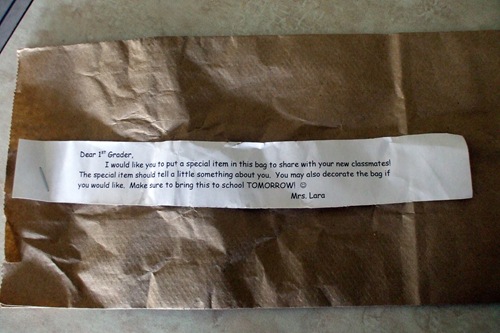 Dear 1ST Grader,
I would like you to put a special item in this bag to share with your new classmates!
The special item should tell a little something about you. You may also decorate the bag if
you would like. Make sure to bring this to school TOMORROW! ☺
Mrs. Lara